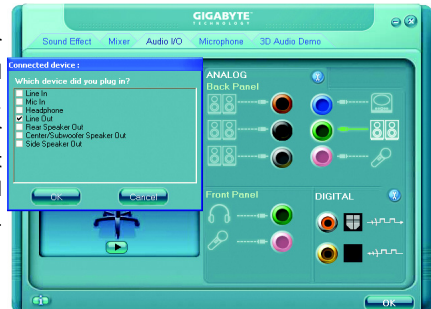 GIGABYTE
TECHNOLOGY
Sound Effect Mixer Audio I/O Microphone 3D Audio Demo
Connected device :
Which device did you plug in?
Line In
Mic In
Headphone
Line Out
Rear Speaker Out
Center/Subwoofer Speaker Out
Side Speaker Out
OK Cancel
ANALOG
Back Panel
Front Panel
DIGITAL
OK